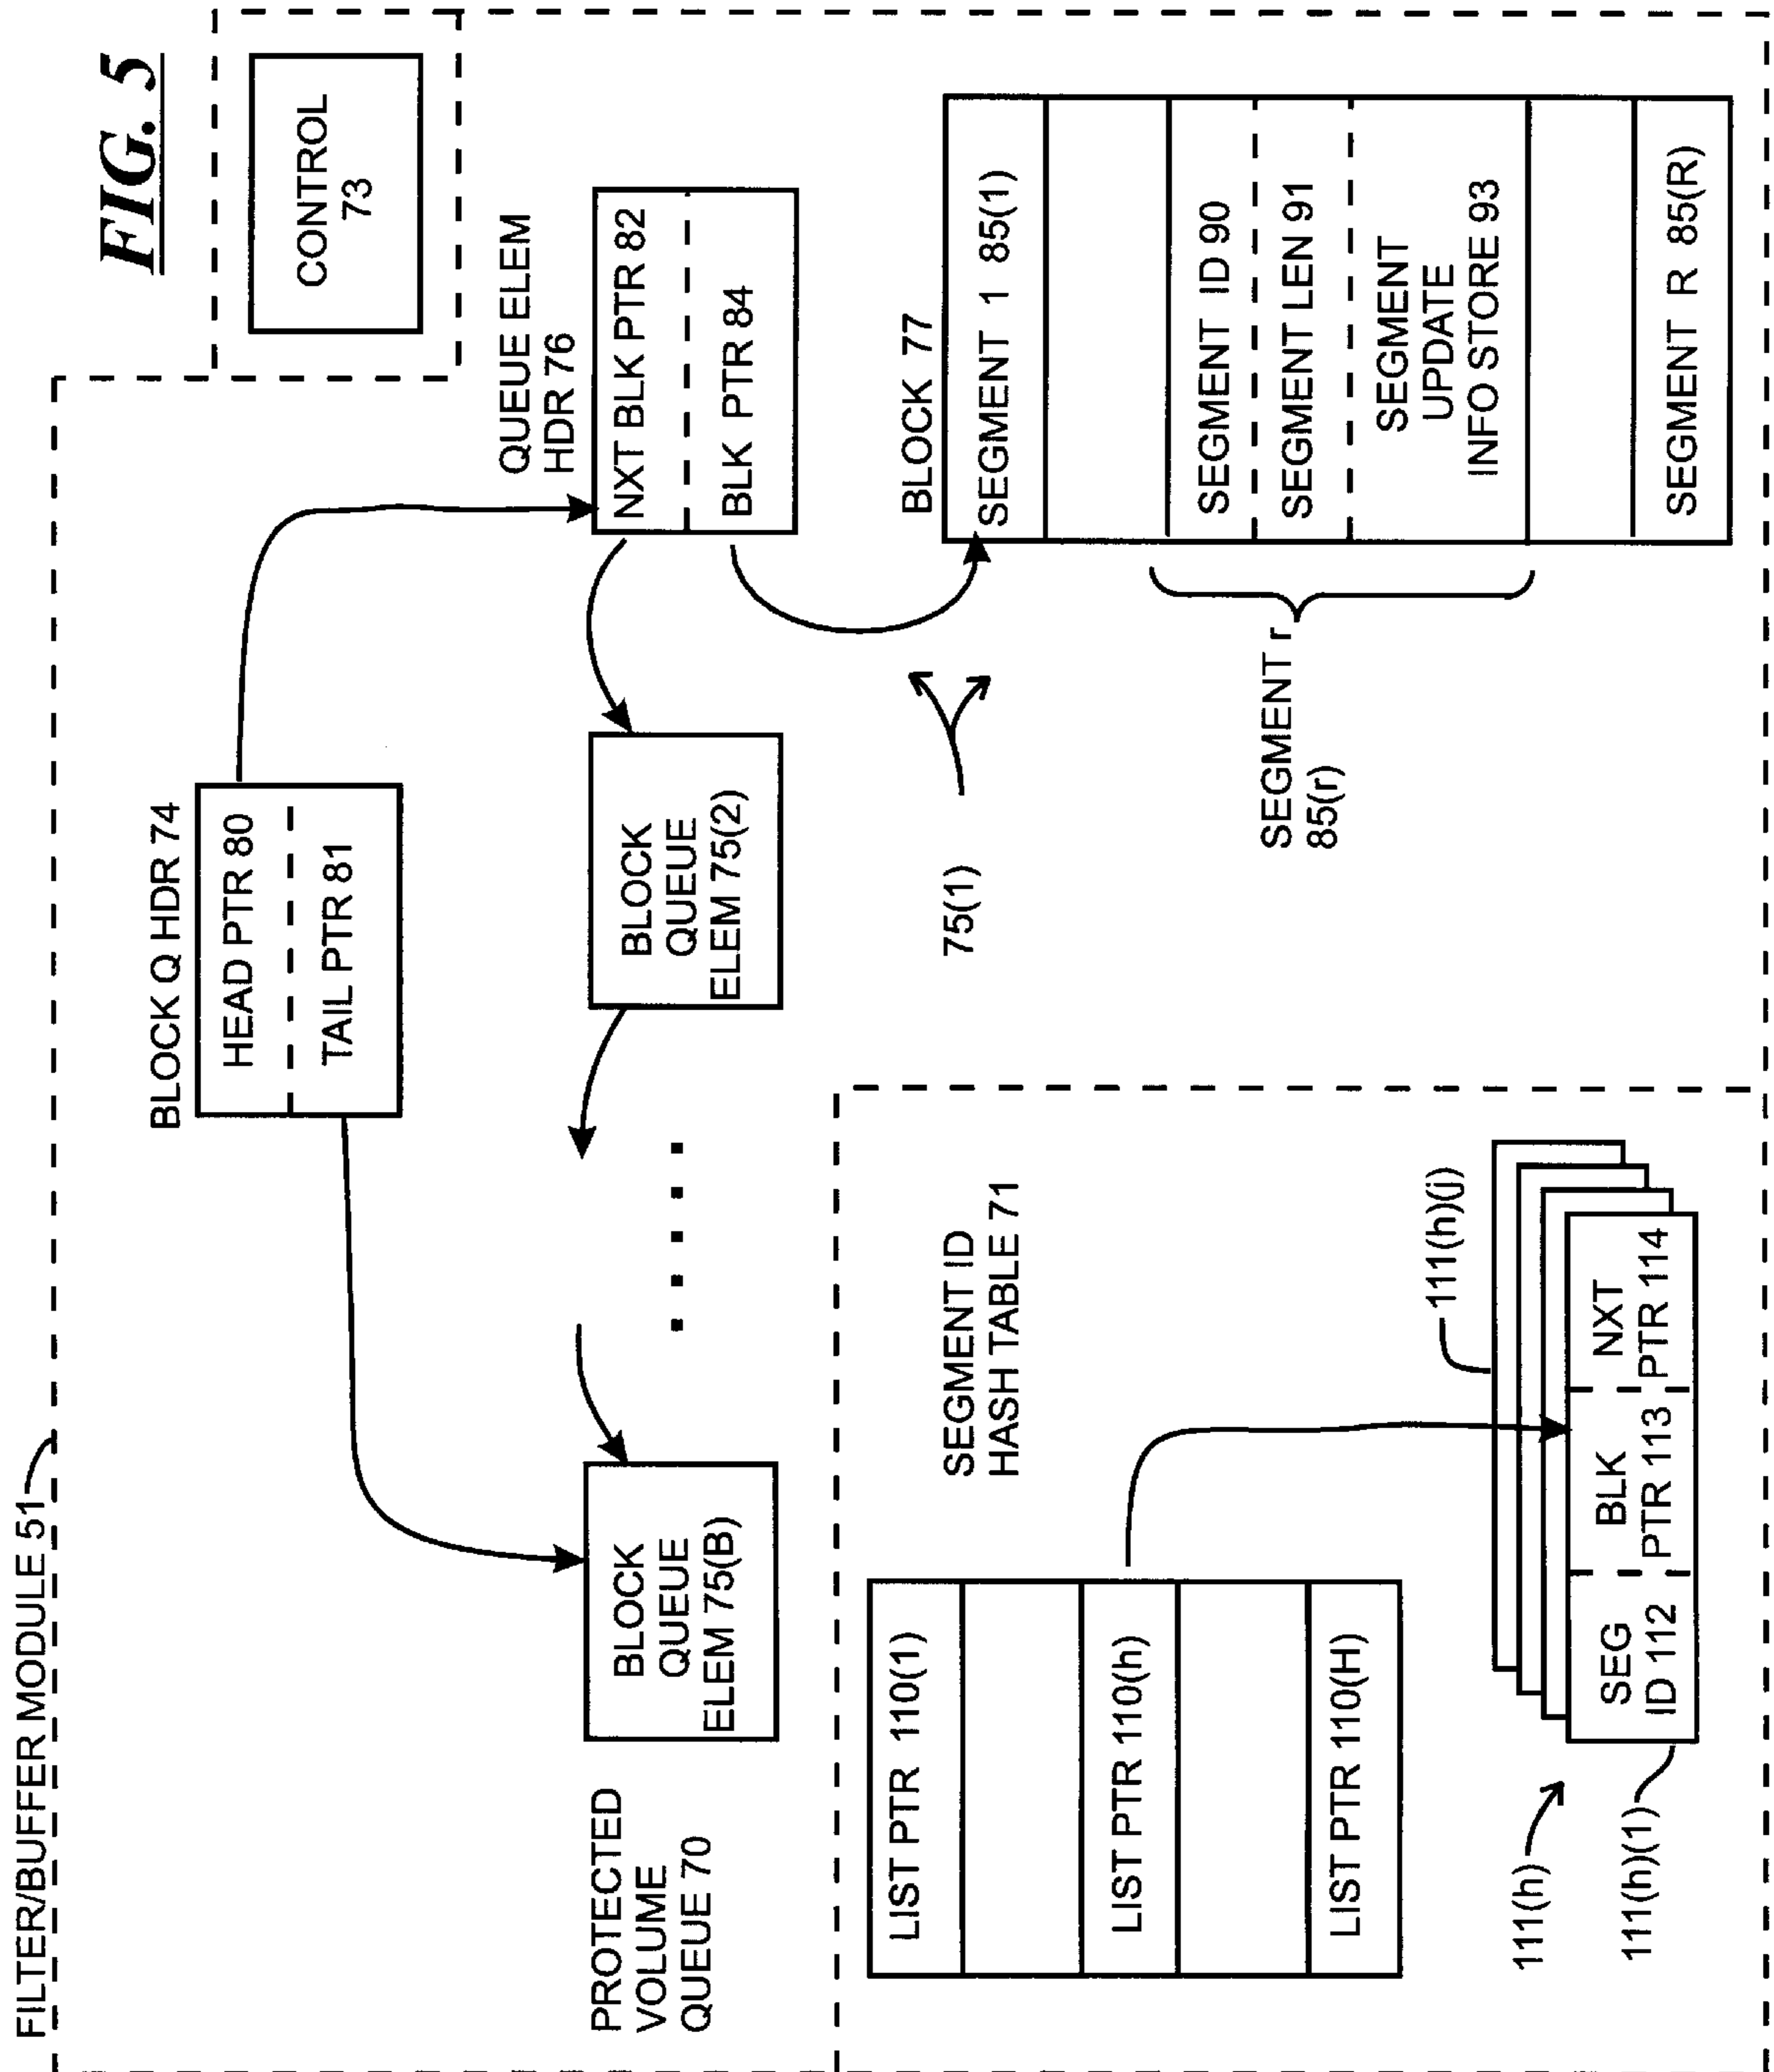 FILTER/BUFFER MODULE 51
FIG. 5
CONTROL
73
BLOCK Q HDR 74
HEAD PTR 80
TAIL PTR 81
PROTECTED
VOLUME
QUEUE 70
BLOCK
QUEUE
ELEM 75(B)
BLOCK
QUEUE
ELEM 75(2)
QUEUE ELEM
HDR 76
NXT BLK PTR 82
BLK PTR 84
75(1)
BLOCK 77
SEGMENT 1 85(1)
SEGMENT ID 90
SEGMENT LEN 91
SEGMENT
UPDATE
INFO STORE 93
SEGMENT R 85(R)
SEGMENT r
85(r)
SEGMENT ID
HASH TABLE 71
LIST PTR 110(1)
LIST PTR 110(h)
LIST PTR 110(H)
111(h)
111(h)(1)
111(h)(j)
SEG
ID 112
BLK
PTR 113
NXT
PTR 114